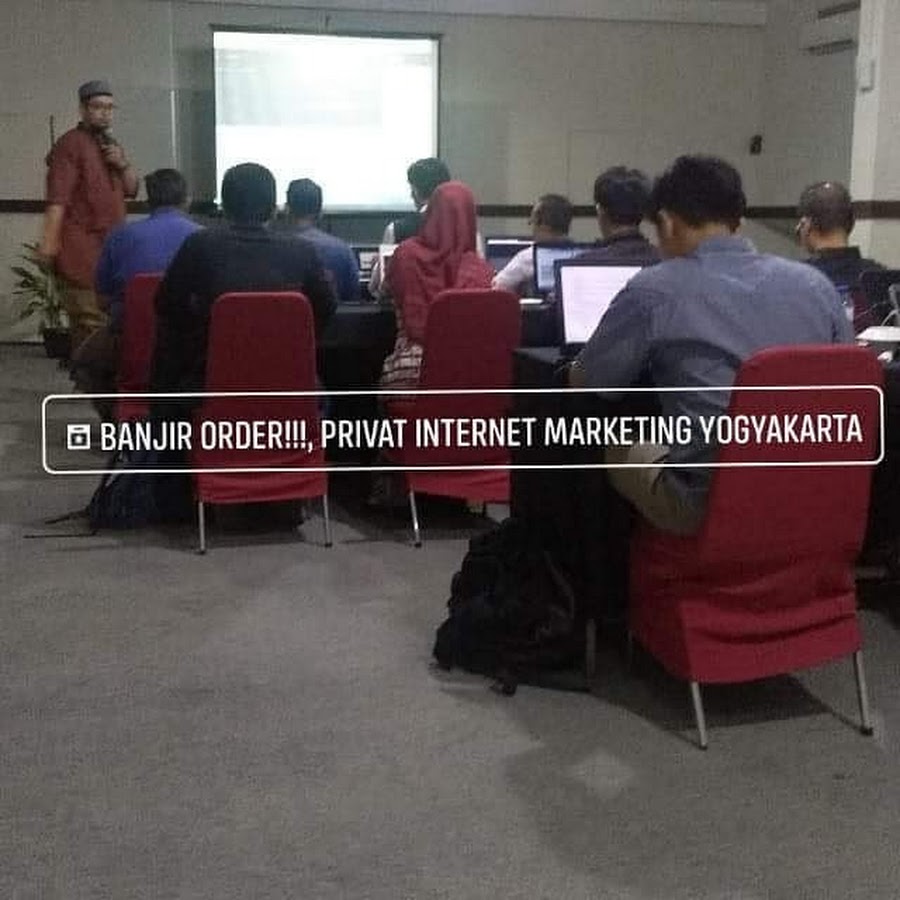 BANJIR ORDER!!!, PRIVAT INTERNET MARKETING YOGYAKARTA